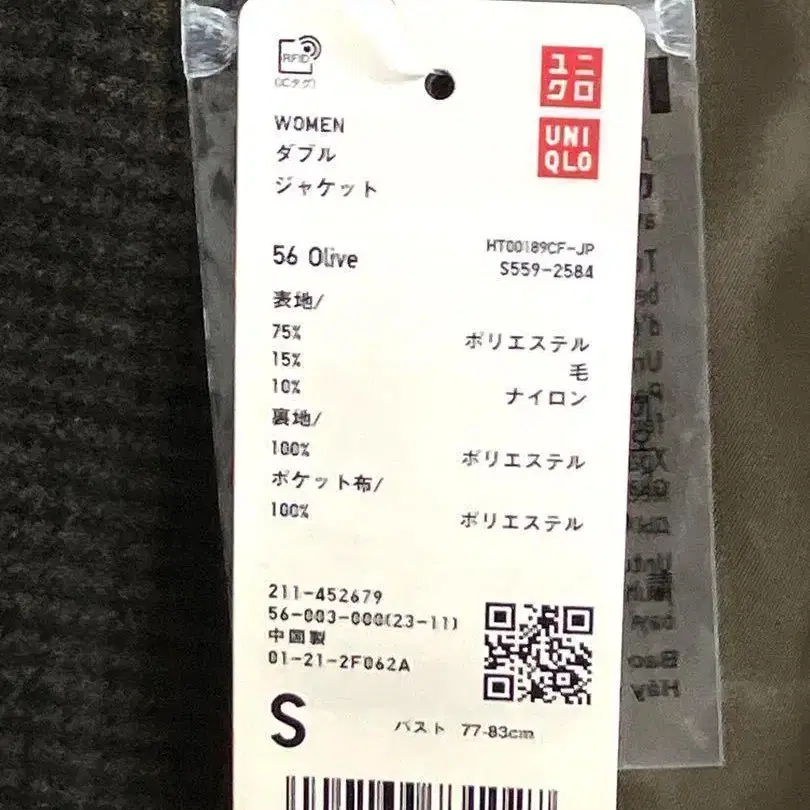 RFID
(ICタグ)
ユニ
クロ
UNI
QLO
WOMEN
ダブル
ジャケット
56 Olive
HT00189CF-JP
S559-2584
表地/
75% ポリエステル
15% 毛
10% ナイロン
裏地/
100% ポリエステル
ポケット布/
100% ポリエステル
211-452679
56-003-000(23-11)
中国製
01-21-2F062A
S バスト 77-83cm